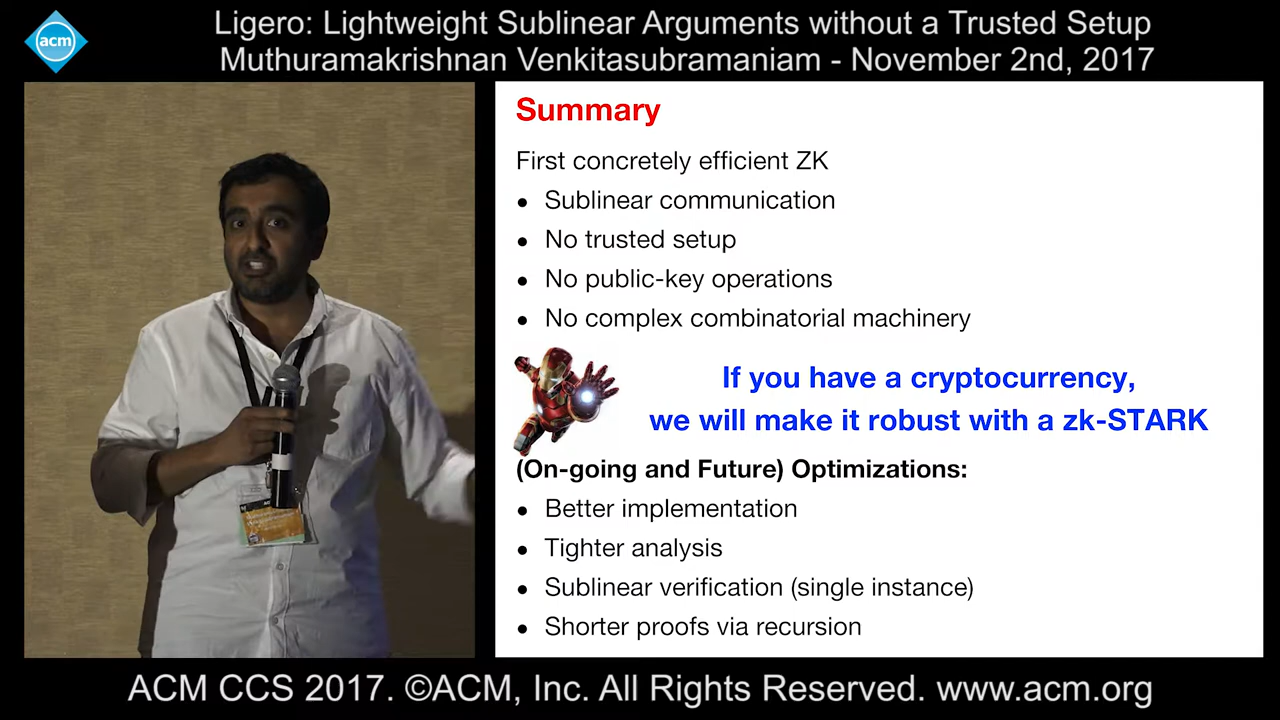 Ligero: Lightweight Sublinear Arguments without a Trusted Setup
acm
Muthuramakrishnan Venkitasubramaniam - November 2nd, 2017
Summary
First concretely efficient ZK
• Sublinear communication
• No trusted setup
• No public-key operations
• No complex combinatorial machinery
If you have a cryptocurrency,
we will make it robust with a zk-STARK
(On-going and Future) Optimizations:
• Better implementation
• Tighter analysis
• Sublinear verification (single instance)
• Shorter proofs via recursion
ACM CCS 2017. ©ACM, Inc. All Rights Reserved. www.acm.org